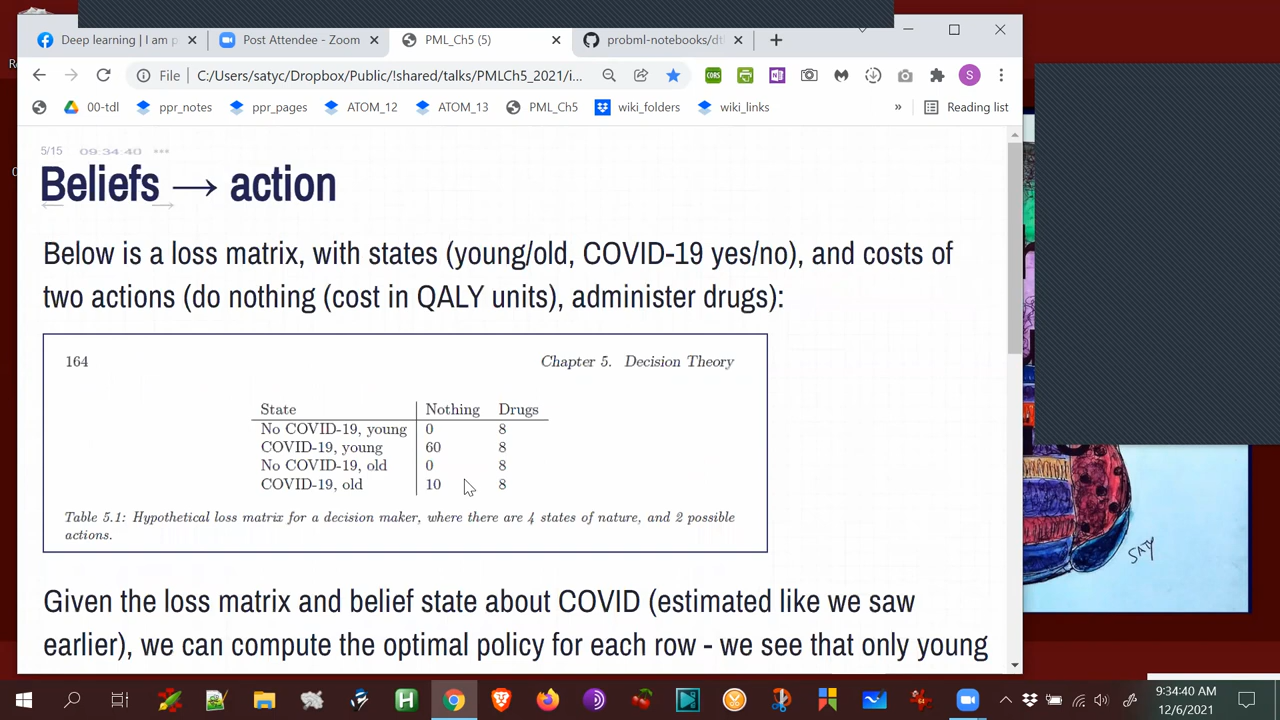 Deep learning | I am p
Post Attendee - Zoom
PML_Ch5 (5)
probml-notebooks/dt
File
C:/Users/satyc/Dropbox/Public/!shared/talks/PMLCh5_2021/i...
CORS
S
00-tdl
ppr_notes
ppr_pages
ATOM_12
ATOM_13
PML_Ch5
wiki_folders
wiki_links
»
Reading list
5/15 09:34:40
Beliefs → action
Below is a loss matrix, with states (young/old, COVID-19 yes/no), and costs of
two actions (do nothing (cost in QALY units), administer drugs):
164 Chapter 5. Decision Theory
State Nothing Drugs
No COVID-19, young 0 8
COVID-19, young 60 8
No COVID-19, old 0 8
COVID-19, old 10 8
Table 5.1: Hypothetical loss matrix for a decision maker, where there are 4 states of nature, and 2 possible
actions.
Given the loss matrix and belief state about COVID (estimated like we saw
earlier), we can compute the optimal policy for each row - we see that only young
SATY
9:34:40 AM
12/6/2021